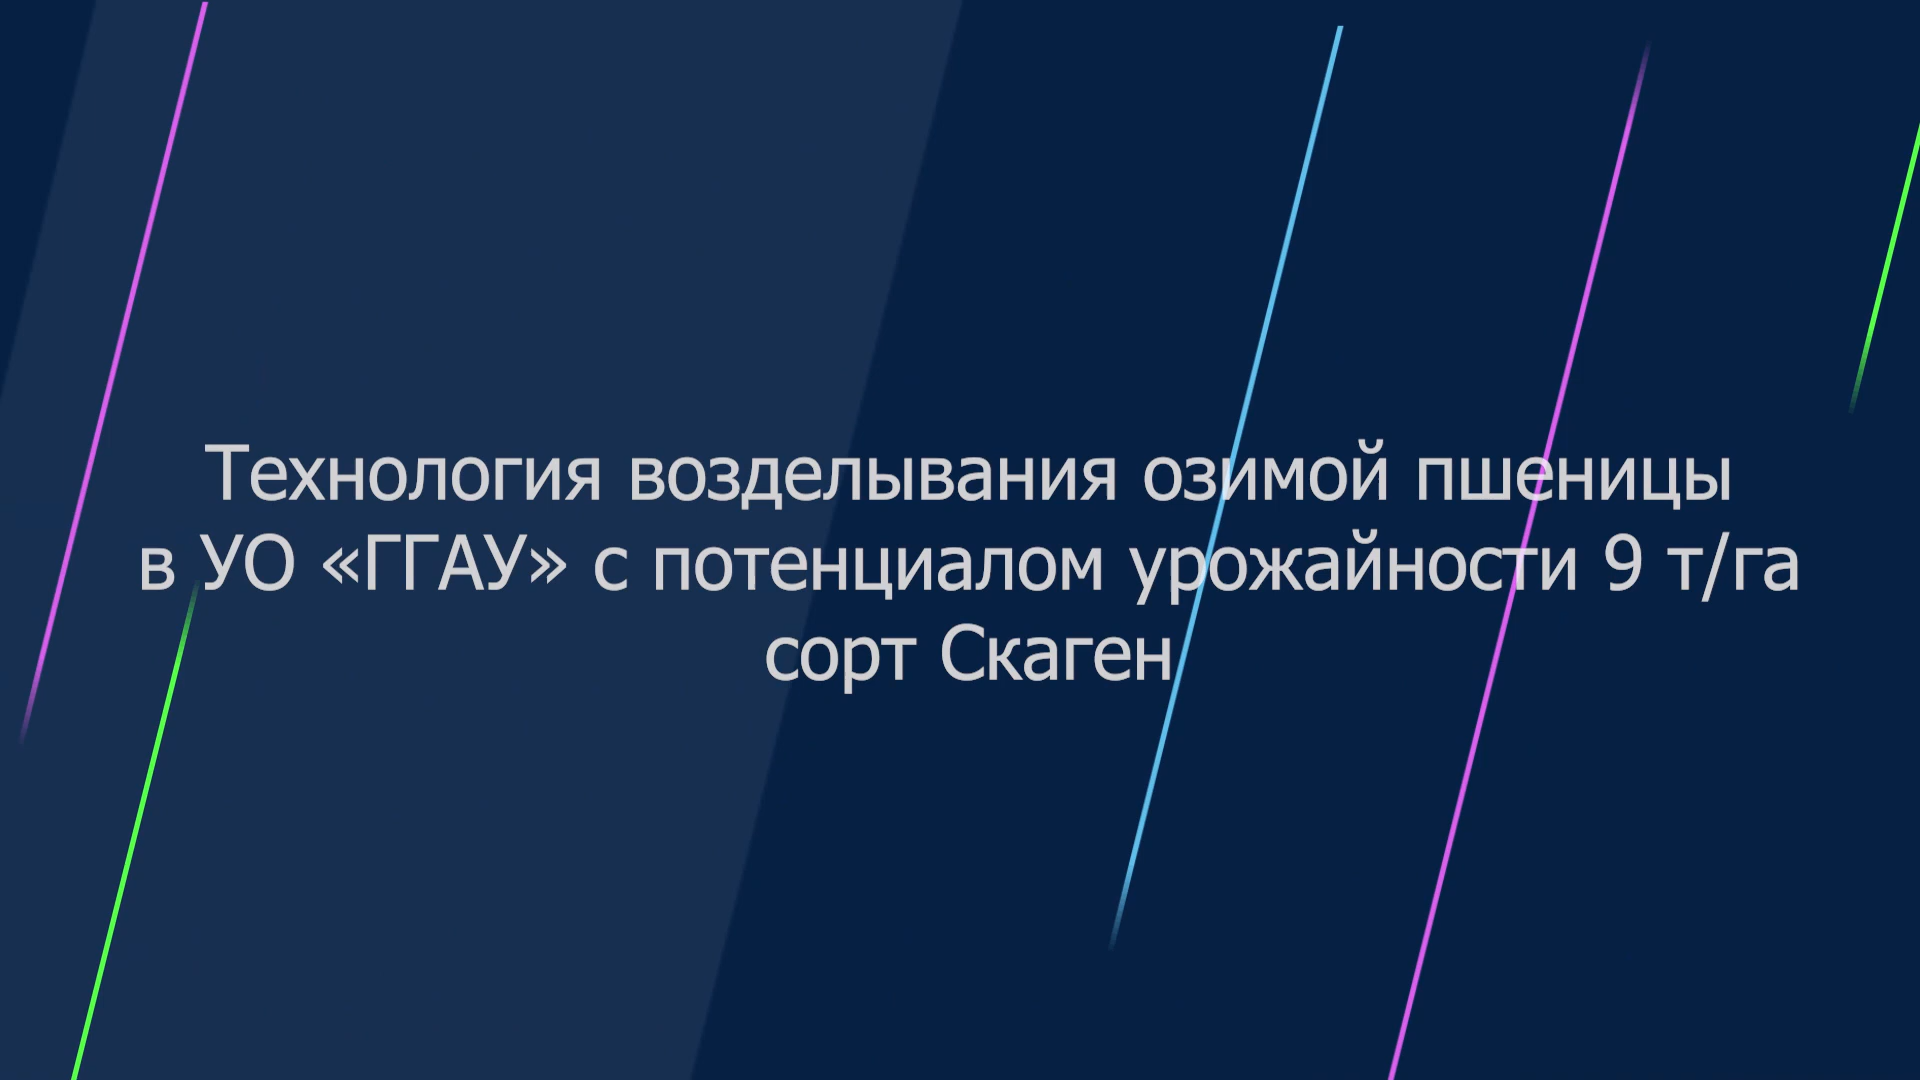 Технология возделывания озимой пшеницы
в УО «ГГАУ» с потенциалом урожайности 9 т/га
сорт Скаген